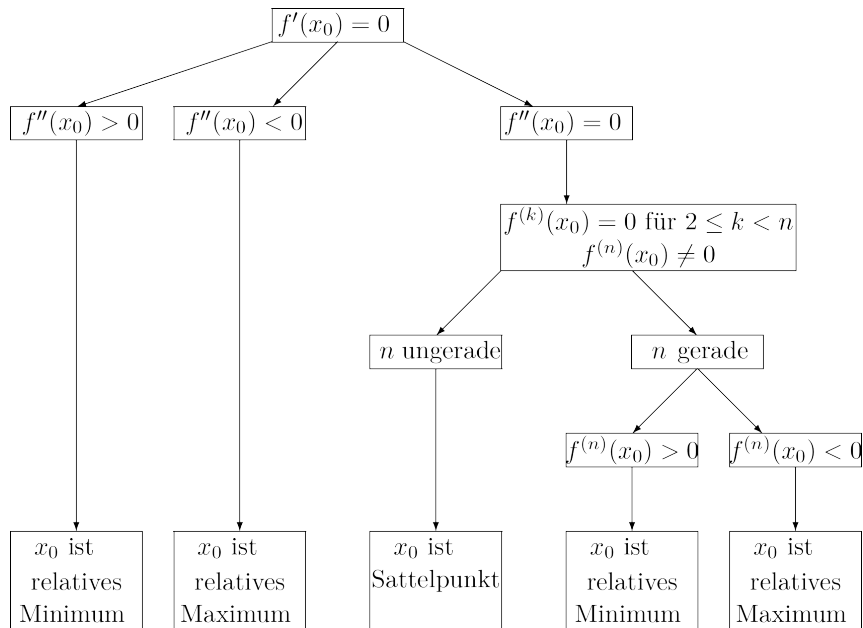 f′(x₀) = 0
f″(x₀) > 0
f″(x₀) < 0
f″(x₀) = 0
f⁽ᵏ⁾(x₀) = 0 für 2 ≤ k < n
f⁽ⁿ⁾(x₀) ≠ 0
n ungerade
n gerade
f⁽ⁿ⁾(x₀) > 0
f⁽ⁿ⁾(x₀) < 0
x₀ ist
relatives
Minimum
x₀ ist
relatives
Maximum
x₀ ist
Sattelpunkt
x₀ ist
relatives
Minimum
x₀ ist
relatives
Maximum